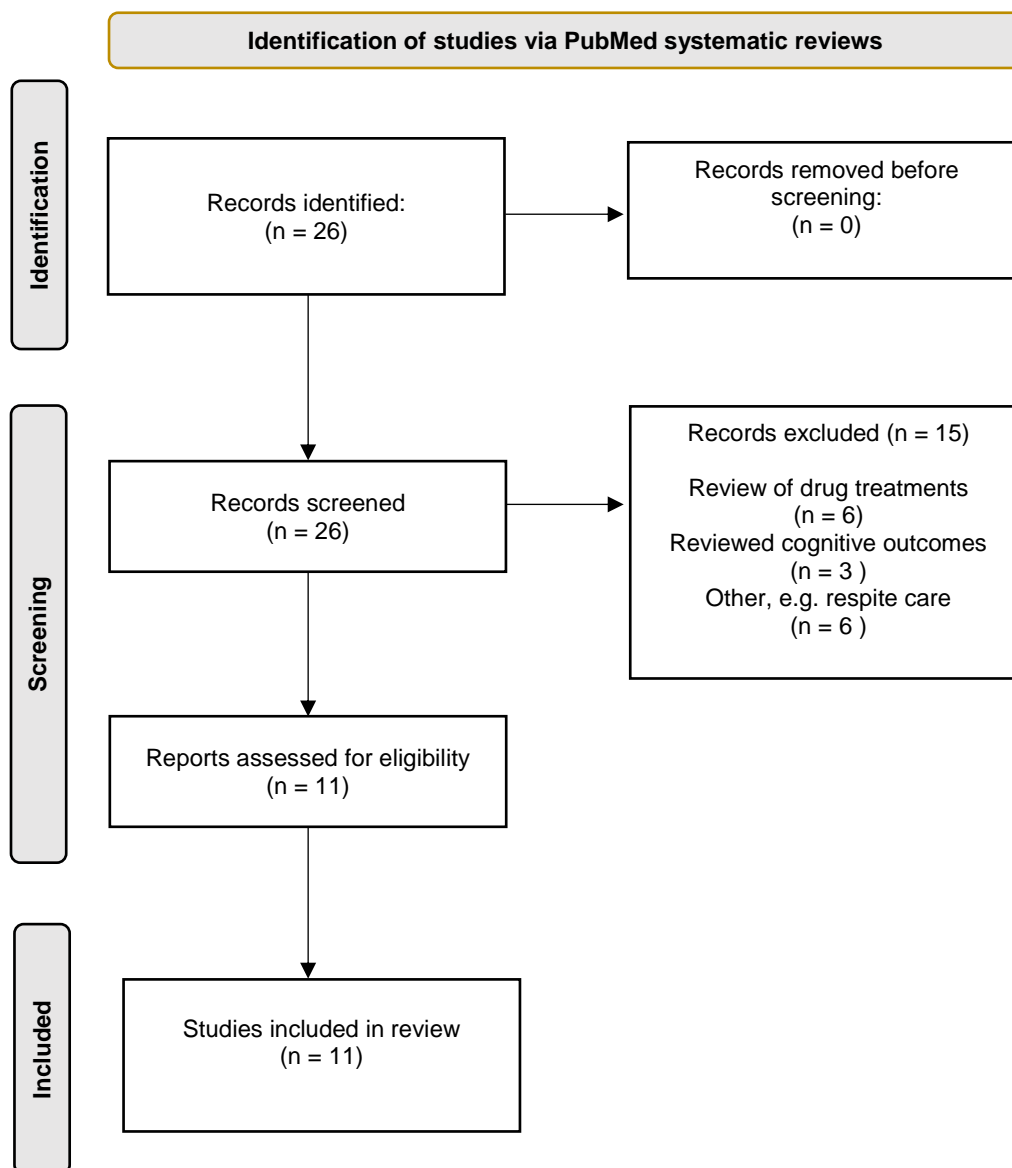 Identification of studies via PubMed systematic reviews
Identification
Records identified:
(n = 26)
Records removed before
screening:
(n = 0)
Screening
Records screened
(n = 26)
Records excluded (n = 15)
Review of drug treatments
(n = 6)
Reviewed cognitive outcomes
(n = 3 )
Other, e.g. respite care
(n = 6 )
Reports assessed for eligibility
(n = 11)
Included
Studies included in review
(n = 11)